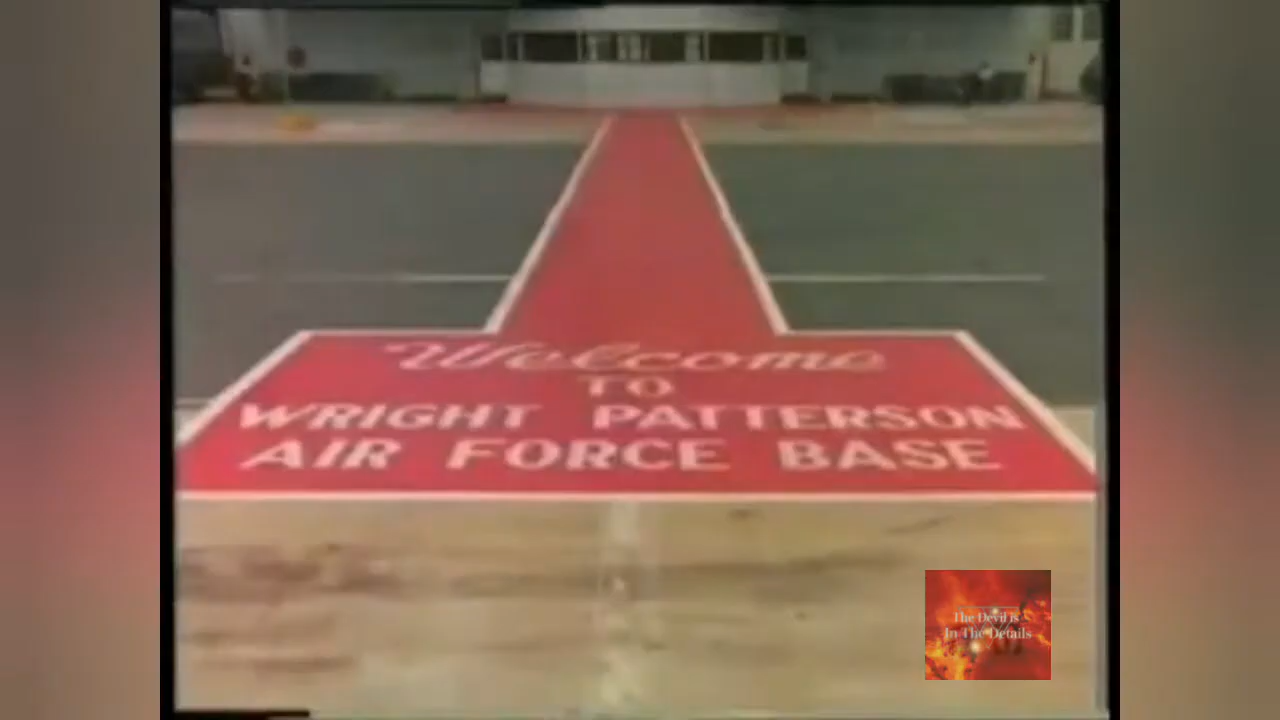 Welcome
TO
WRIGHT PATTERSON
AIR FORCE BASE
The Devil is
In The Details